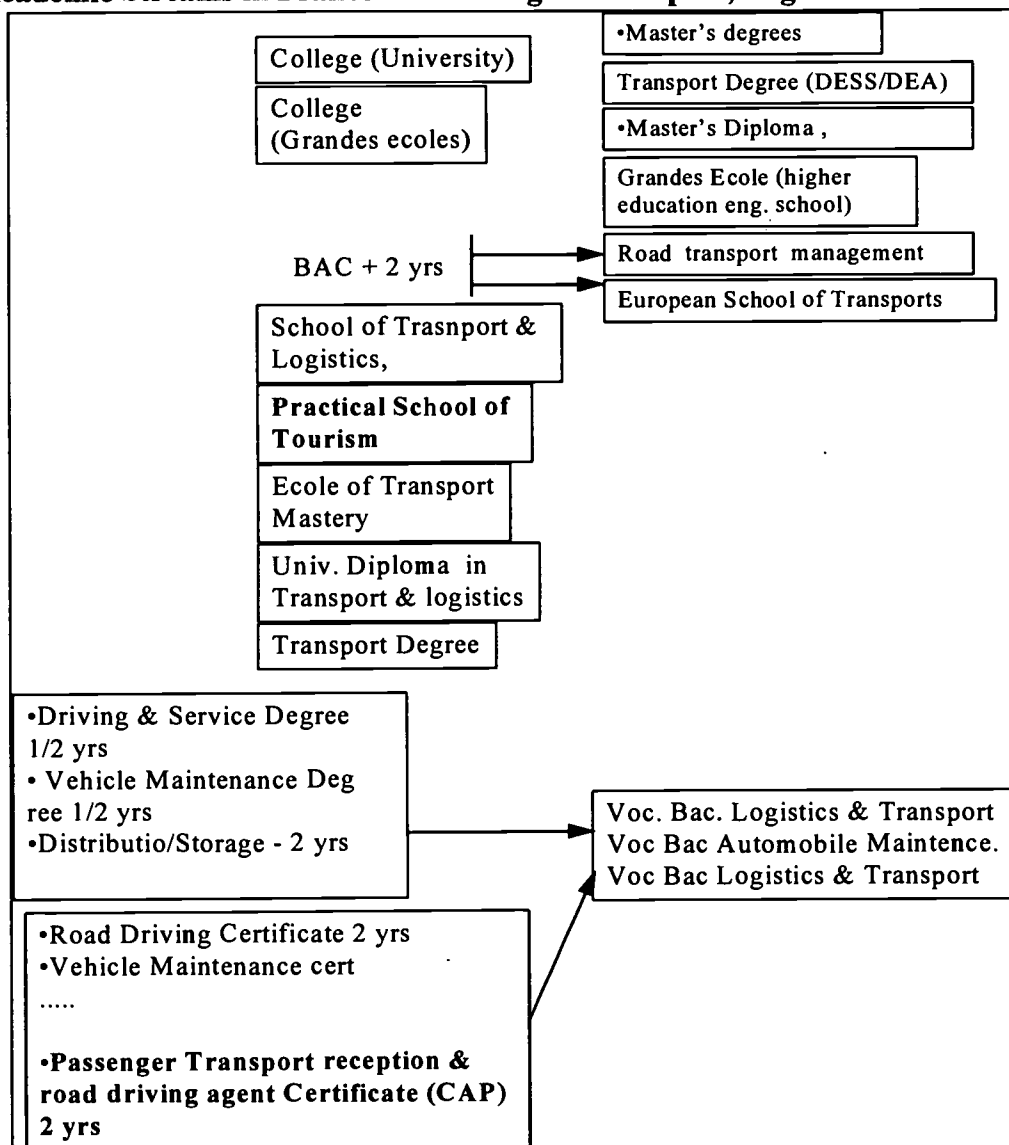 College (University)
College
(Grandes ecoles)
•Master's degrees
Transport Degree (DESS/DEA)
•Master's Diploma ,
Grandes Ecole (higher
education eng. school)
BAC + 2 yrs
Road transport management
European School of Transports
School of Trasnport &
Logistics,
Practical School of
Tourism
Ecole of Transport
Mastery
Univ. Diploma in
Transport & logistics
Transport Degree
•Driving & Service Degree
1/2 yrs
• Vehicle Maintenance Deg
ree 1/2 yrs
•Distributio/Storage - 2 yrs
Voc. Bac. Logistics & Transport
Voc Bac Automobile Maintence.
Voc Bac Logistics & Transport
•Road Driving Certificate 2 yrs
•Vehicle Maintenance cert
.....
•Passenger Transport reception &
road driving agent Certificate (CAP)
2 yrs